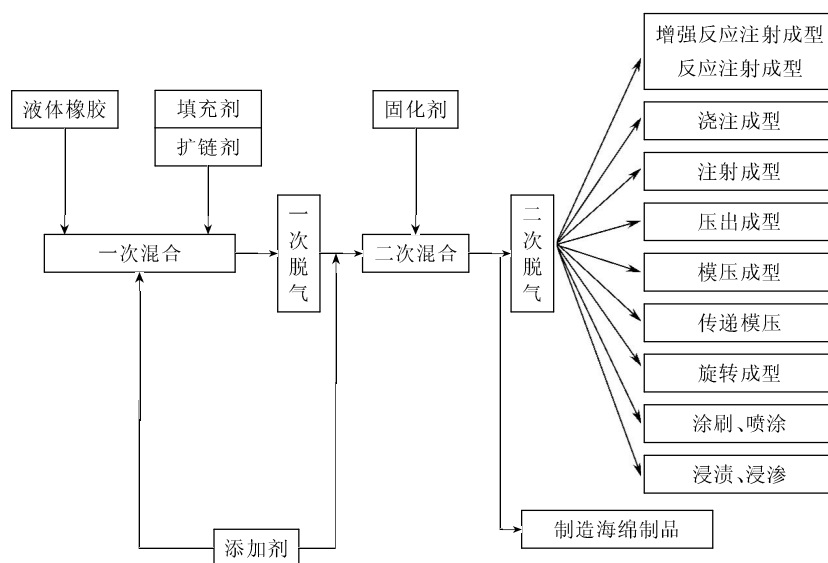 增强反应注射成型
反应注射成型
液体橡胶
填充剂
扩链剂
固化剂
浇注成型
注射成型
压出成型
一次混合
一次脱气
二次混合
二次脱气
模压成型
传递模压
旋转成型
涂刷、喷涂
浸渍、浸渗
添加剂
制造海绵制品